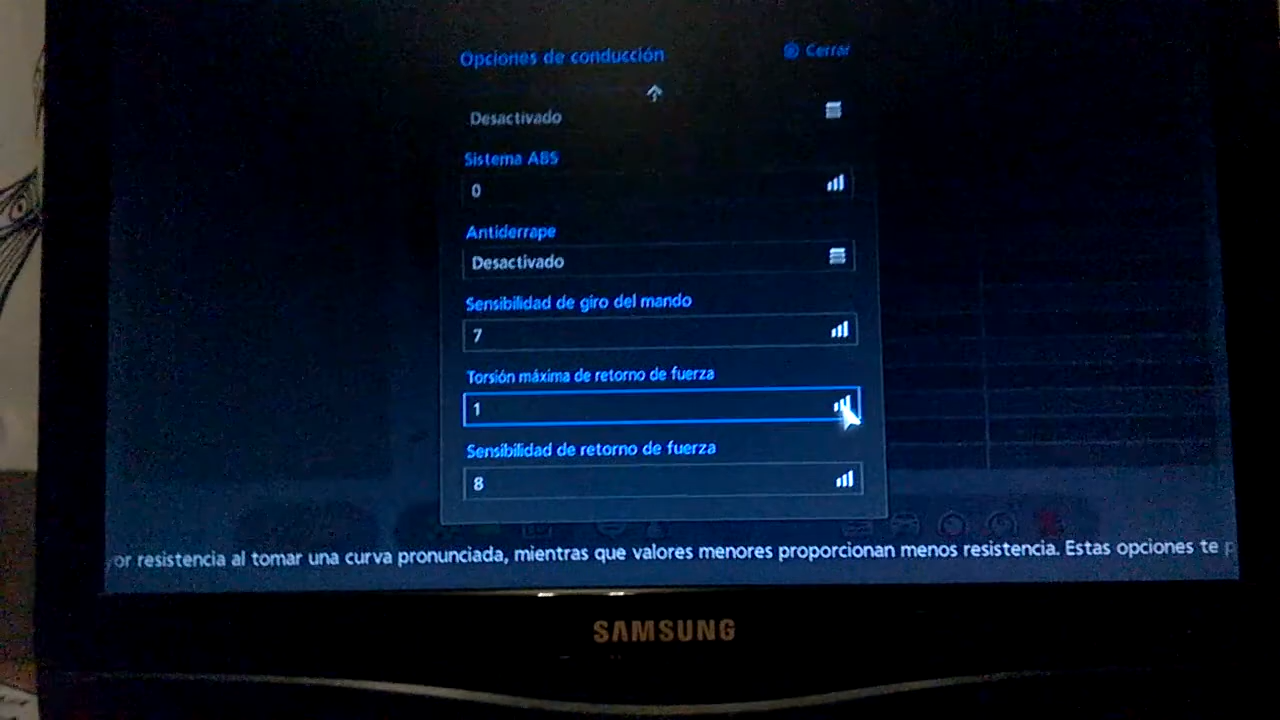 Opciones de conducción
Cerrar
Desactivado
Sistema ABS
0
Antiderrape
Desactivado
Sensibilidad de giro del mando
7
Torsión máxima de retorno de fuerza
1
Sensibilidad de retorno de fuerza
8
or resistencia al tomar una curva pronunciada, mientras que valores menores proporcionan menos resistencia. Estas opciones te p
SAMSUNG